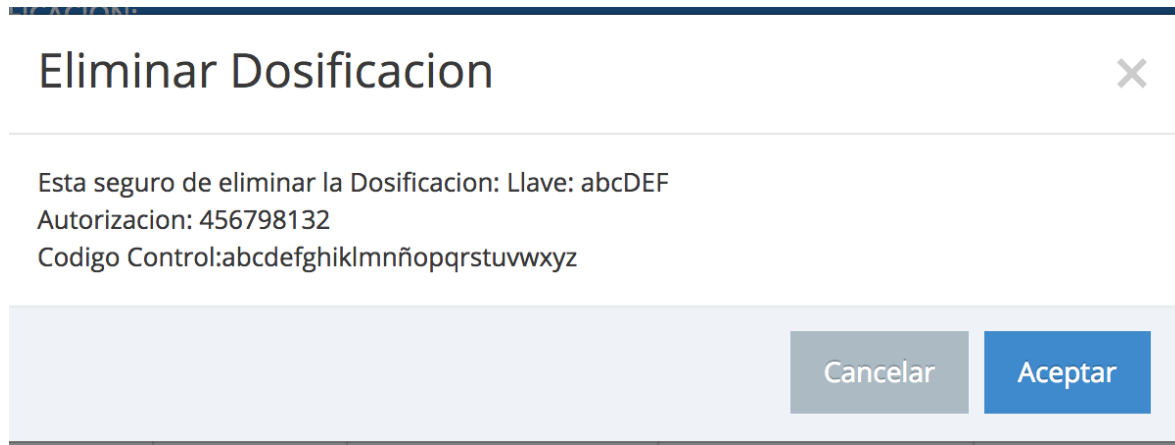 Eliminar Dosificacion
×
Esta seguro de eliminar la Dosificacion: Llave: abcDEF
Autorizacion: 456798132
Codigo Control:abcdefghiklmnñopqrstuvwxyz
Cancelar
Aceptar